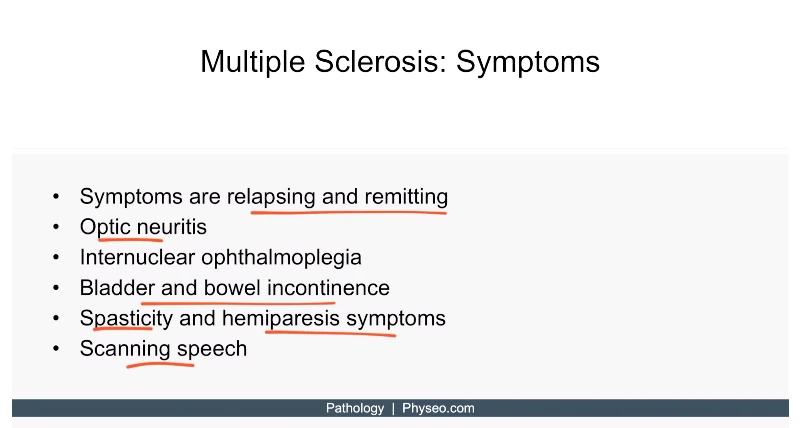 Multiple Sclerosis: Symptoms
• Symptoms are relapsing and remitting
• Optic neuritis
• Internuclear ophthalmoplegia
• Bladder and bowel incontinence
• Spasticity and hemiparesis symptoms
• Scanning speech
Pathology | Physeo.com